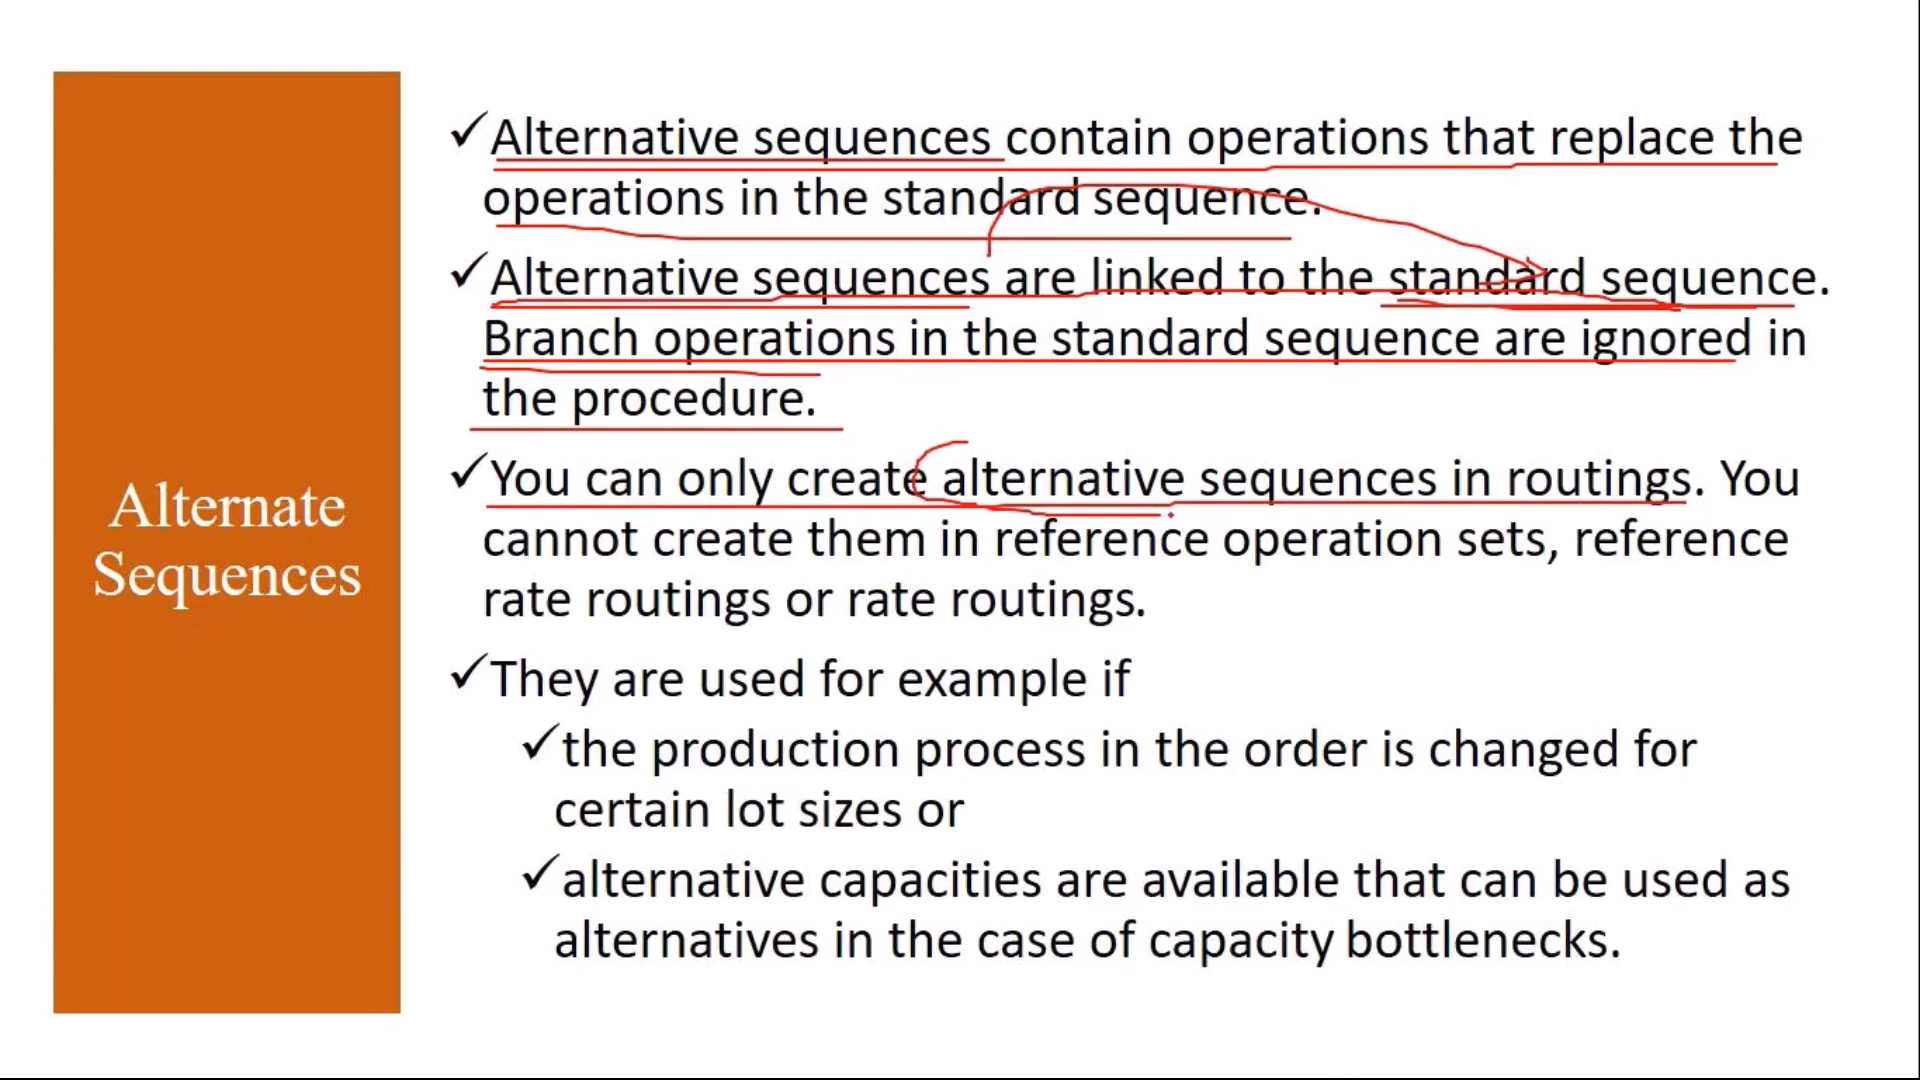 Alternate
Sequences
✓Alternative sequences contain operations that replace the
operations in the standard sequence.
✓Alternative sequences are linked to the standard sequence.
Branch operations in the standard sequence are ignored in
the procedure.
✓You can only create alternative sequences in routings. You
cannot create them in reference operation sets, reference
rate routings or rate routings.
✓They are used for example if
✓the production process in the order is changed for
certain lot sizes or
✓alternative capacities are available that can be used as
alternatives in the case of capacity bottlenecks.